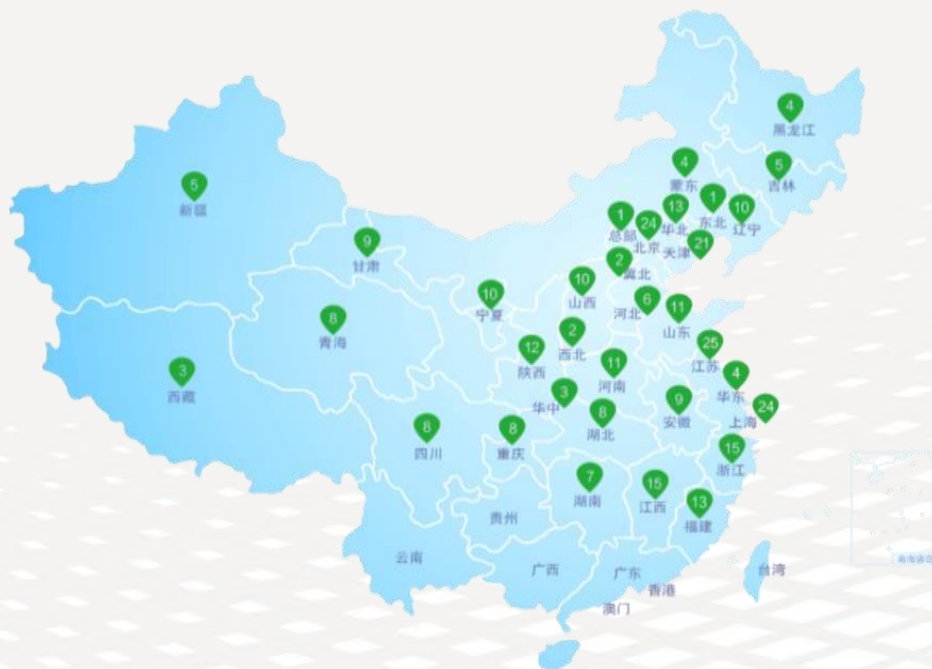 4
黑龙江
4
蒙东
5
吉林
5
新疆
1
总部
24
北京
13
华北
1
东北
10
辽宁
9
甘肃
21
天津
2
冀北
10
宁夏
10
山西
6
河北
11
山东
8
青海
12
陕西
2
西北
11
河南
25
江苏
3
西藏
3
华中
8
湖北
9
安徽
4
华东
24
上海
8
四川
8
重庆
15
浙江
7
湖南
15
江西
13
福建
贵州
云南
广西
广东
香港
澳门
台湾